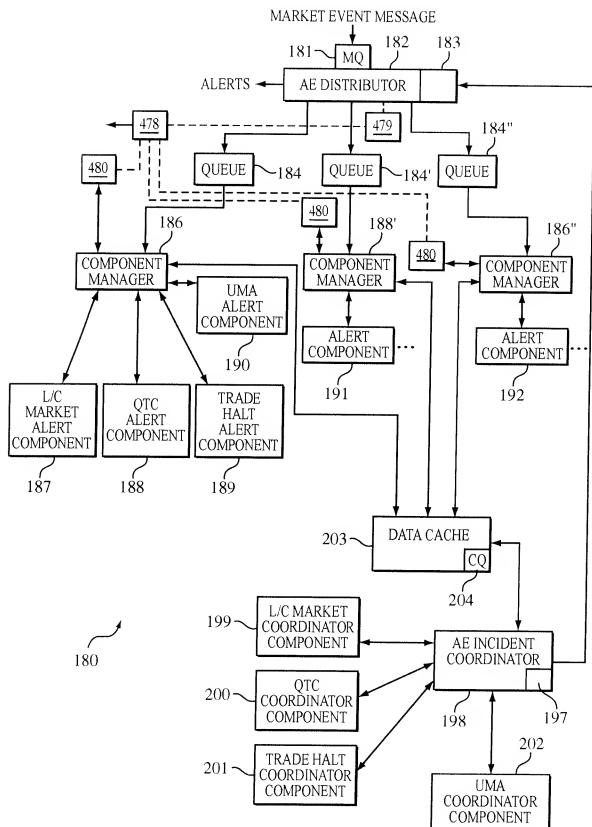 MARKET EVENT MESSAGE
181
MQ
182
183
ALERTS
AE DISTRIBUTOR
478
479
184"
480
QUEUE
184
QUEUE
184'
QUEUE
186
480
188'
480
186"
COMPONENT
MANAGER
COMPONENT
MANAGER
COMPONENT
MANAGER
UMA
ALERT
COMPONENT
190
ALERT
COMPONENT
...
191
ALERT
COMPONENT
...
192
L/C
MARKET
ALERT
COMPONENT
187
QTC
ALERT
COMPONENT
188
TRADE
HALT
ALERT
COMPONENT
189
203
DATA CACHE
CQ
204
199
L/C MARKET
COORDINATOR
COMPONENT
AE INCIDENT
COORDINATOR
197
198
180
200
QTC
COORDINATOR
COMPONENT
201
TRADE HALT
COORDINATOR
COMPONENT
202
UMA
COORDINATOR
COMPONENT